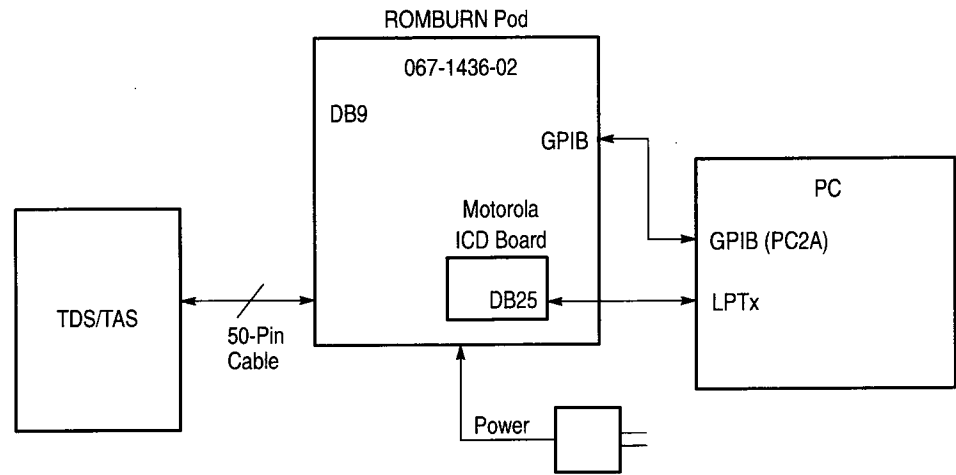 ROMBURN Pod
067-1436-02
DB9
GPIB
PC
Motorola
ICD Board
GPIB (PC2A)
DB25
LPTx
TDS/TAS
50-Pin
Cable
Power